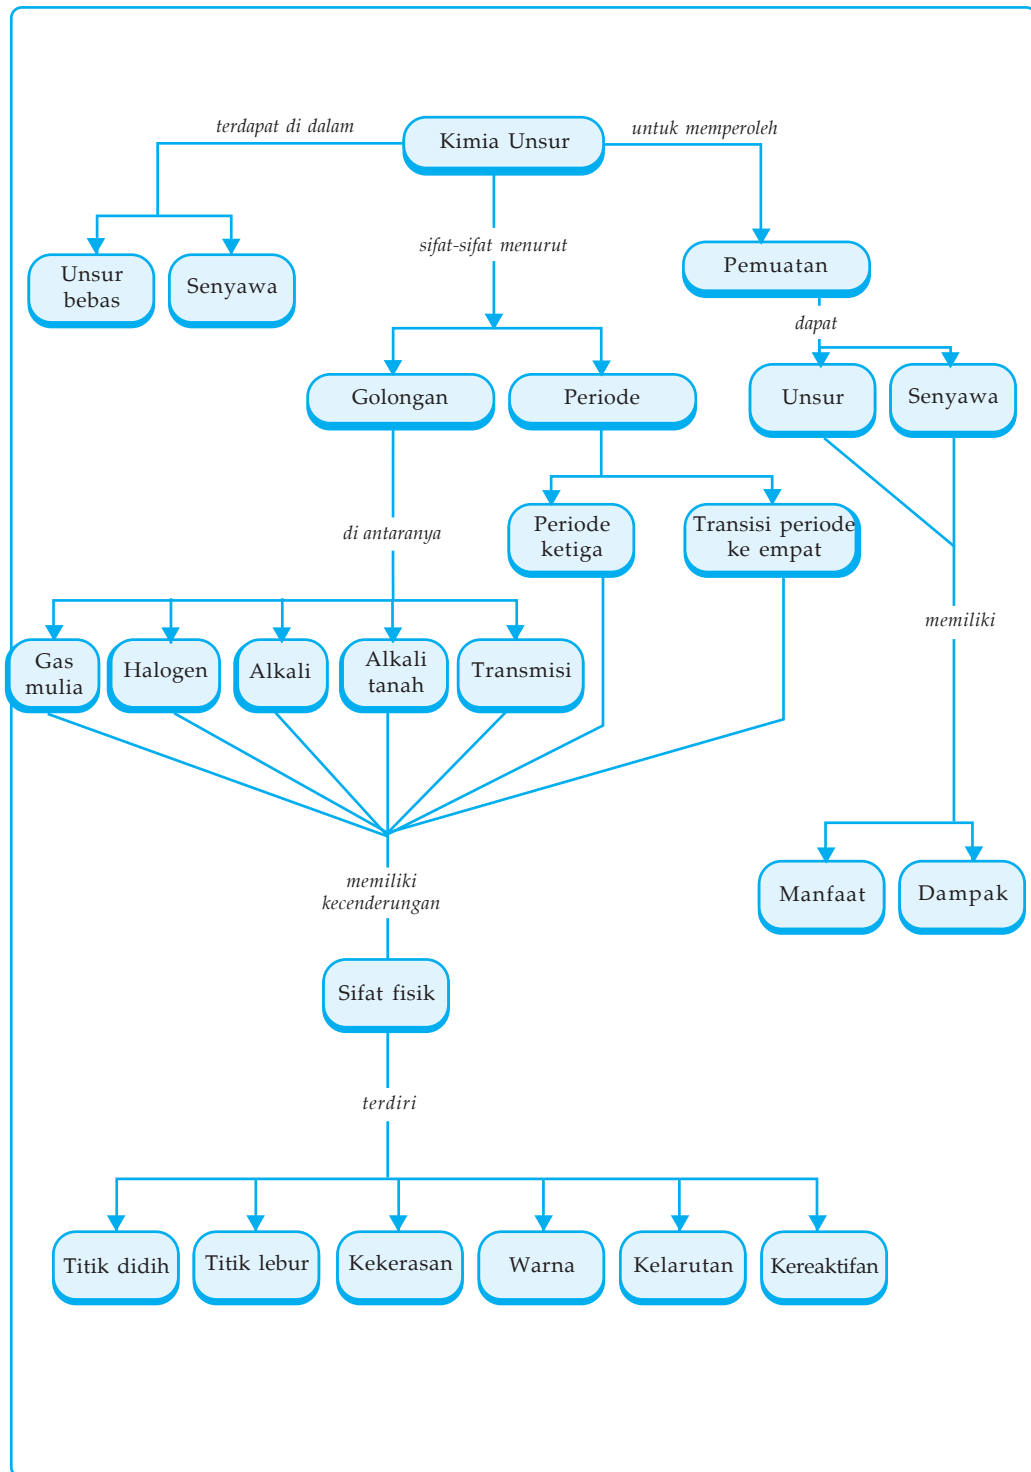 terdapat di dalam
Kimia Unsur
untuk memperoleh
sifat-sifat menurut
Unsur
bebas
Senyawa
Pemuatan
dapat
Golongan
Periode
Unsur
Senyawa
di antaranya
Periode
ketiga
Transisi periode
ke empat
memiliki
Gas
mulia
Halogen
Alkali
Alkali
tanah
Transmisi
memiliki
kecenderungan
Manfaat
Dampak
Sifat fisik
terdiri
Titik didih
Titik lebur
Kekerasan
Warna
Kelarutan
Kereaktifan